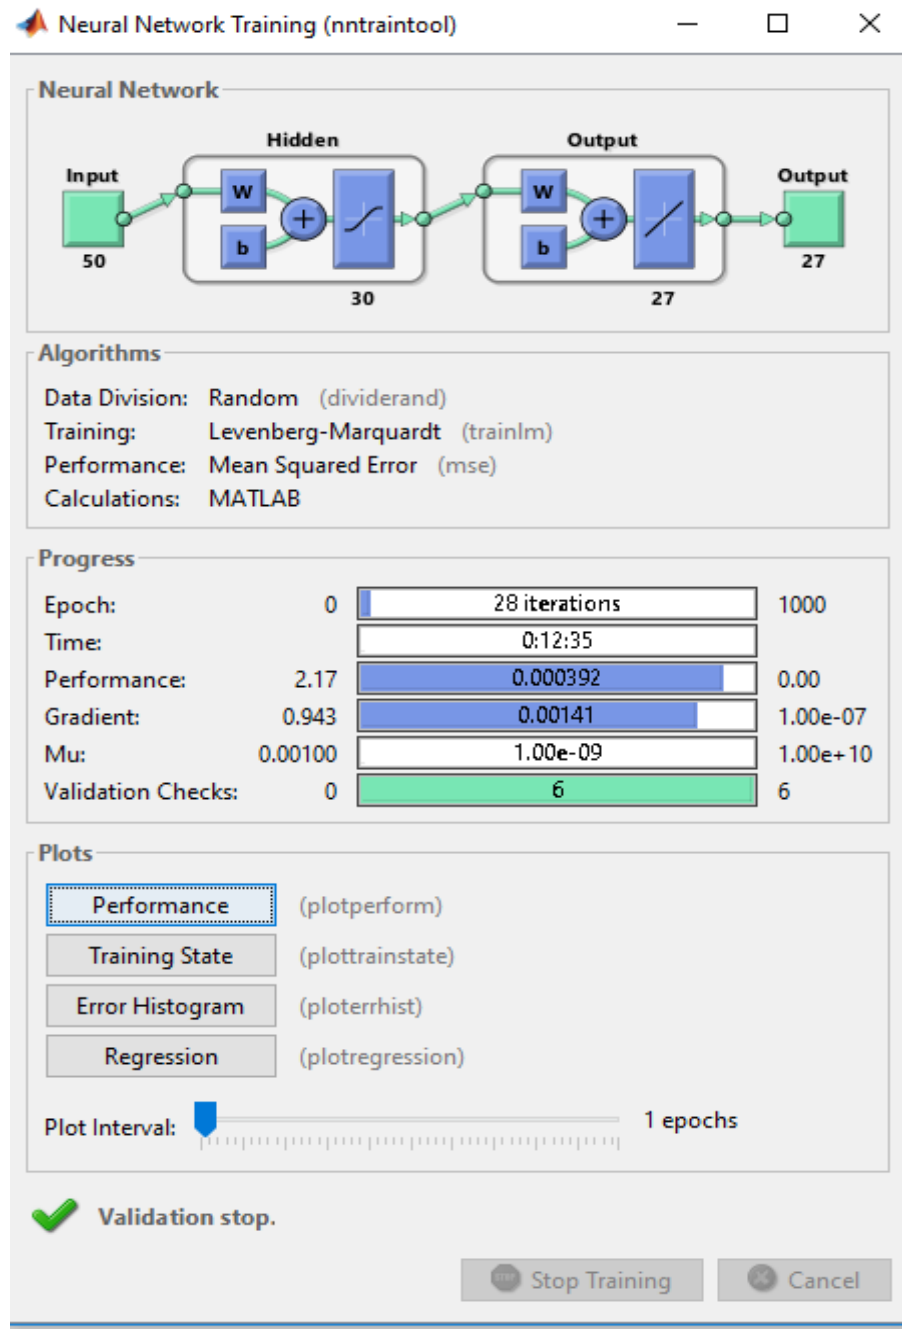 Neural Network Training (nntraintool)
Neural Network
Hidden Output
Input Output
W W
b b
50 27
30 27
Algorithms
Data Division: Random (dividerand)
Training: Levenberg-Marquardt (trainlm)
Performance: Mean Squared Error (mse)
Calculations: MATLAB
Progress
Epoch: 0 28 iterations 1000
Time: 0:12:35
Performance: 2.17 0.000392 0.00
Gradient: 0.943 0.00141 1.00e-07
Mu: 0.00100 1.00e-09 1.00e+10
Validation Checks: 0 6 6
Plots
Performance (plotperform)
Training State (plottrainstate)
Error Histogram (ploterrhist)
Regression (plotregression)
Plot Interval: 1 epochs
Validation stop.
STOP Stop Training Cancel